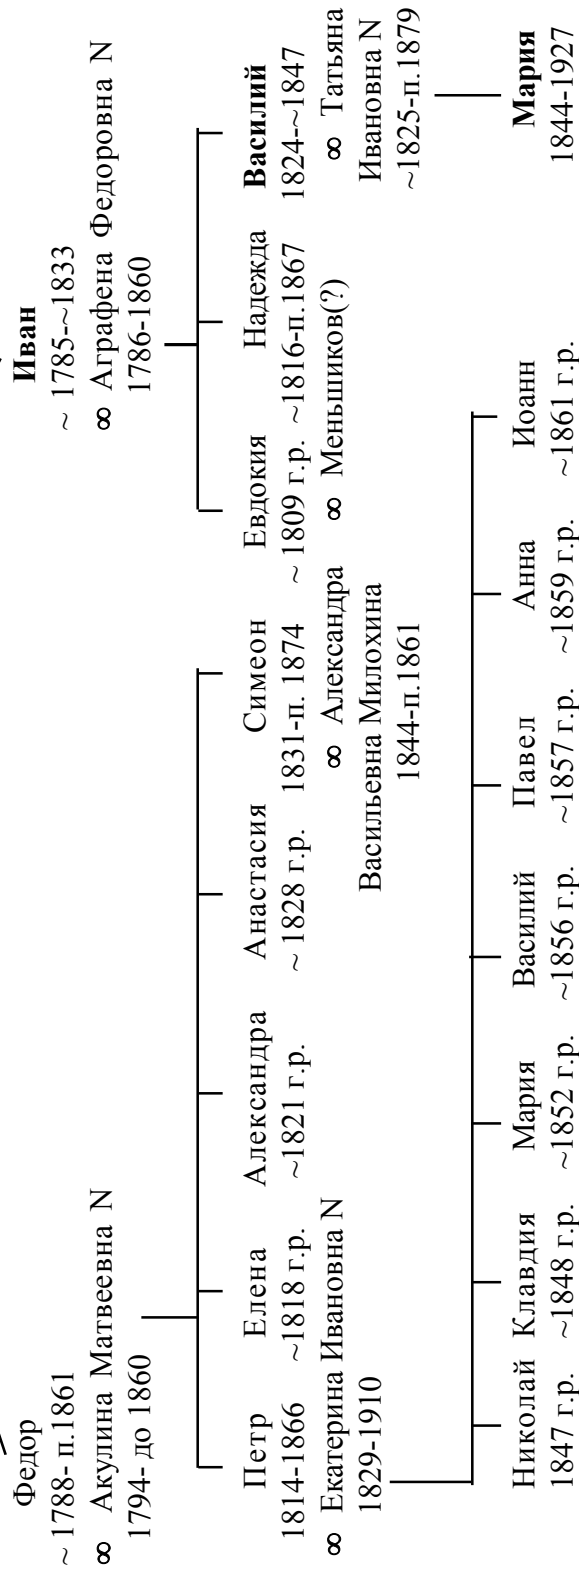 Федор
~ 1788- п.1861
∞ Акулина Матвеевна N
1794- до 1860
Иван
~ 1785-~1833
∞ Аграфена Федоровна N
1786-1860
Петр
1814-1866
∞ Екатерина Ивановна N
1829-1910
Елена
~1818 г.р.
Александра
~1821 г.р.
Анастасия
~ 1828 г.р.
Симеон
1831-п. 1874
∞ Александра
Васильевна Милохина
1844-п.1861
Евдокия
~ 1809 г.р.
Надежда
~1816-п.1867
∞ Меньшиков(?)
Василий
1824-~1847
∞ Татьяна
Ивановна N
~1825-п.1879
Николай
1847 г.р.
Клавдия
~1848 г.р.
Мария
~1852 г.р.
Василий
~1856 г.р.
Павел
~1857 г.р.
Анна
~1859 г.р.
Иоанн
~1861 г.р.
Мария
1844-1927